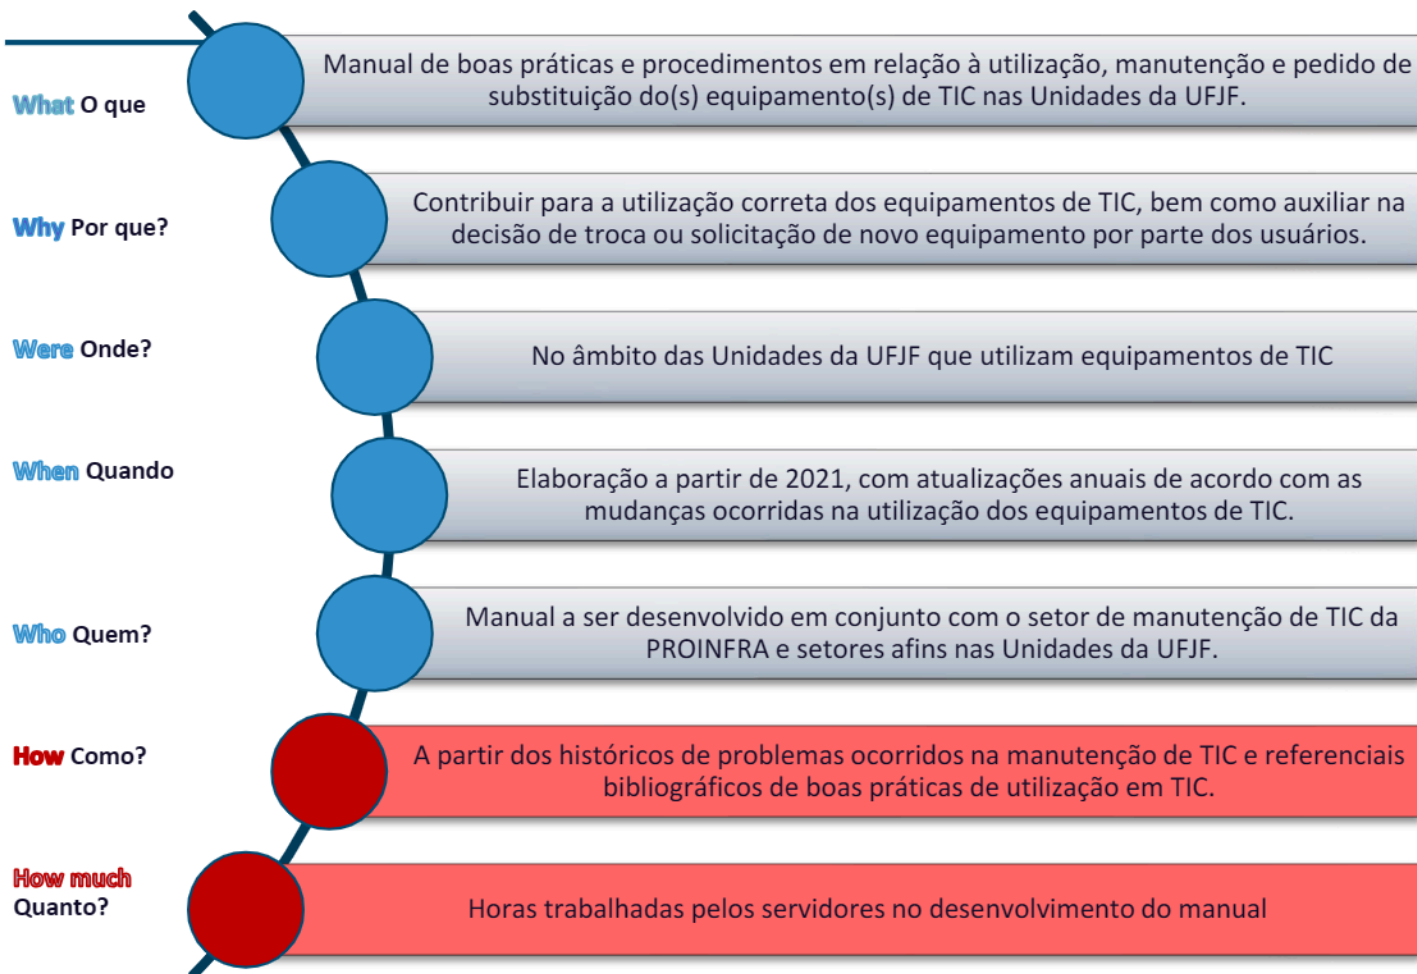 What O que
Manual de boas práticas e procedimentos em relação à utilização, manutenção e pedido de
substituição do(s) equipamento(s) de TIC nas Unidades da UFJF.
Why Por que?
Contribuir para a utilização correta dos equipamentos de TIC, bem como auxiliar na
decisão de troca ou solicitação de novo equipamento por parte dos usuários.
Were Onde?
No âmbito das Unidades da UFJF que utilizam equipamentos de TIC
When Quando
Elaboração a partir de 2021, com atualizações anuais de acordo com as
mudanças ocorridas na utilização dos equipamentos de TIC.
Who Quem?
Manual a ser desenvolvido em conjunto com o setor de manutenção de TIC da
PROINFRA e setores afins nas Unidades da UFJF.
How Como?
A partir dos históricos de problemas ocorridos na manutenção de TIC e referenciais
bibliográficos de boas práticas de utilização em TIC.
How much
Quanto?
Horas trabalhadas pelos servidores no desenvolvimento do manual